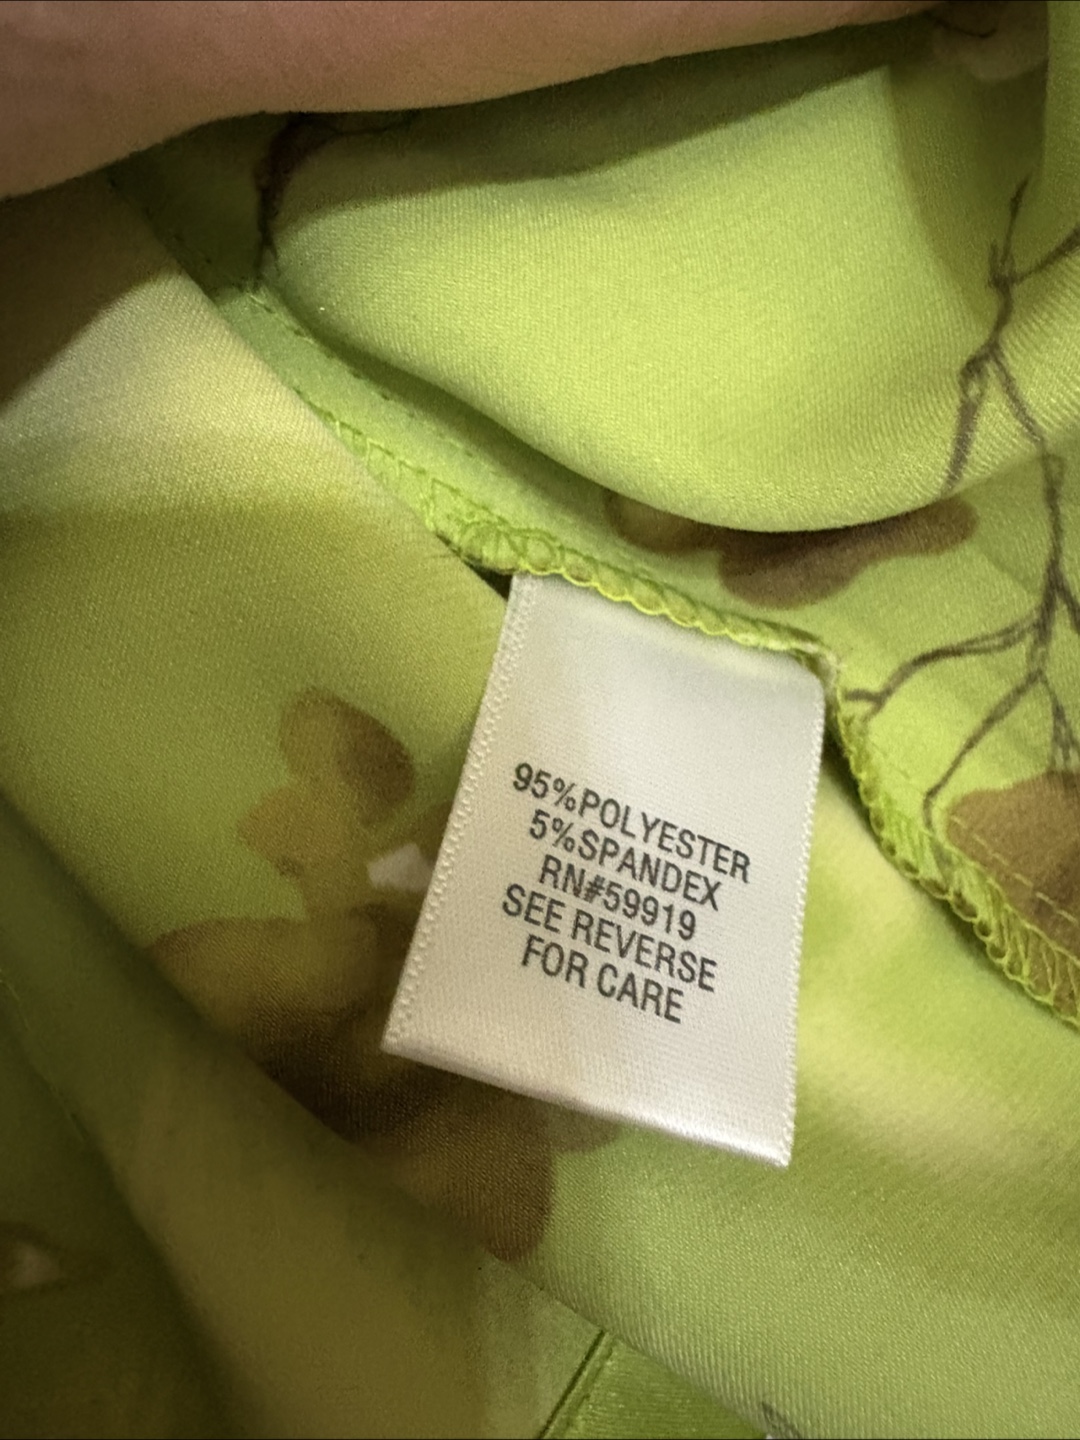 95%POLYESTER
5%SPANDEX
RN#59919
SEE REVERSE
FOR CARE